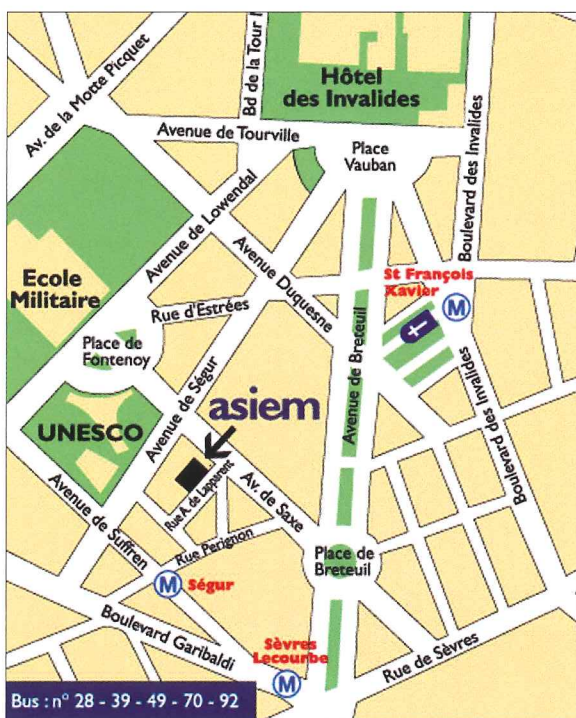 Av. de la Motte Picquet
Bd de la Tour
Hôtel
des Invalides
Avenue de Tourville
Place
Vauban
Boulevard des Invalides
Avenue de Lowendal
Avenue Duquesne
St François
Xavier
M
Ecole
Militaire
Rue d'Estrées
Place de
Fontenoy
Avenue de Ségur
Avenue de Breteuil
asiem
UNESCO
Boulevard des Invalides
Rue A. de Lapparent
Av. de Saxe
Avenue de Suffren
Rue Perignon
Place de
Breteuil
M Ségur
Boulevard Garibaldi
Sèvres
Lecourbe
M
Rue de Sèvres
Bus : n° 28 - 39 - 49 - 70 - 92